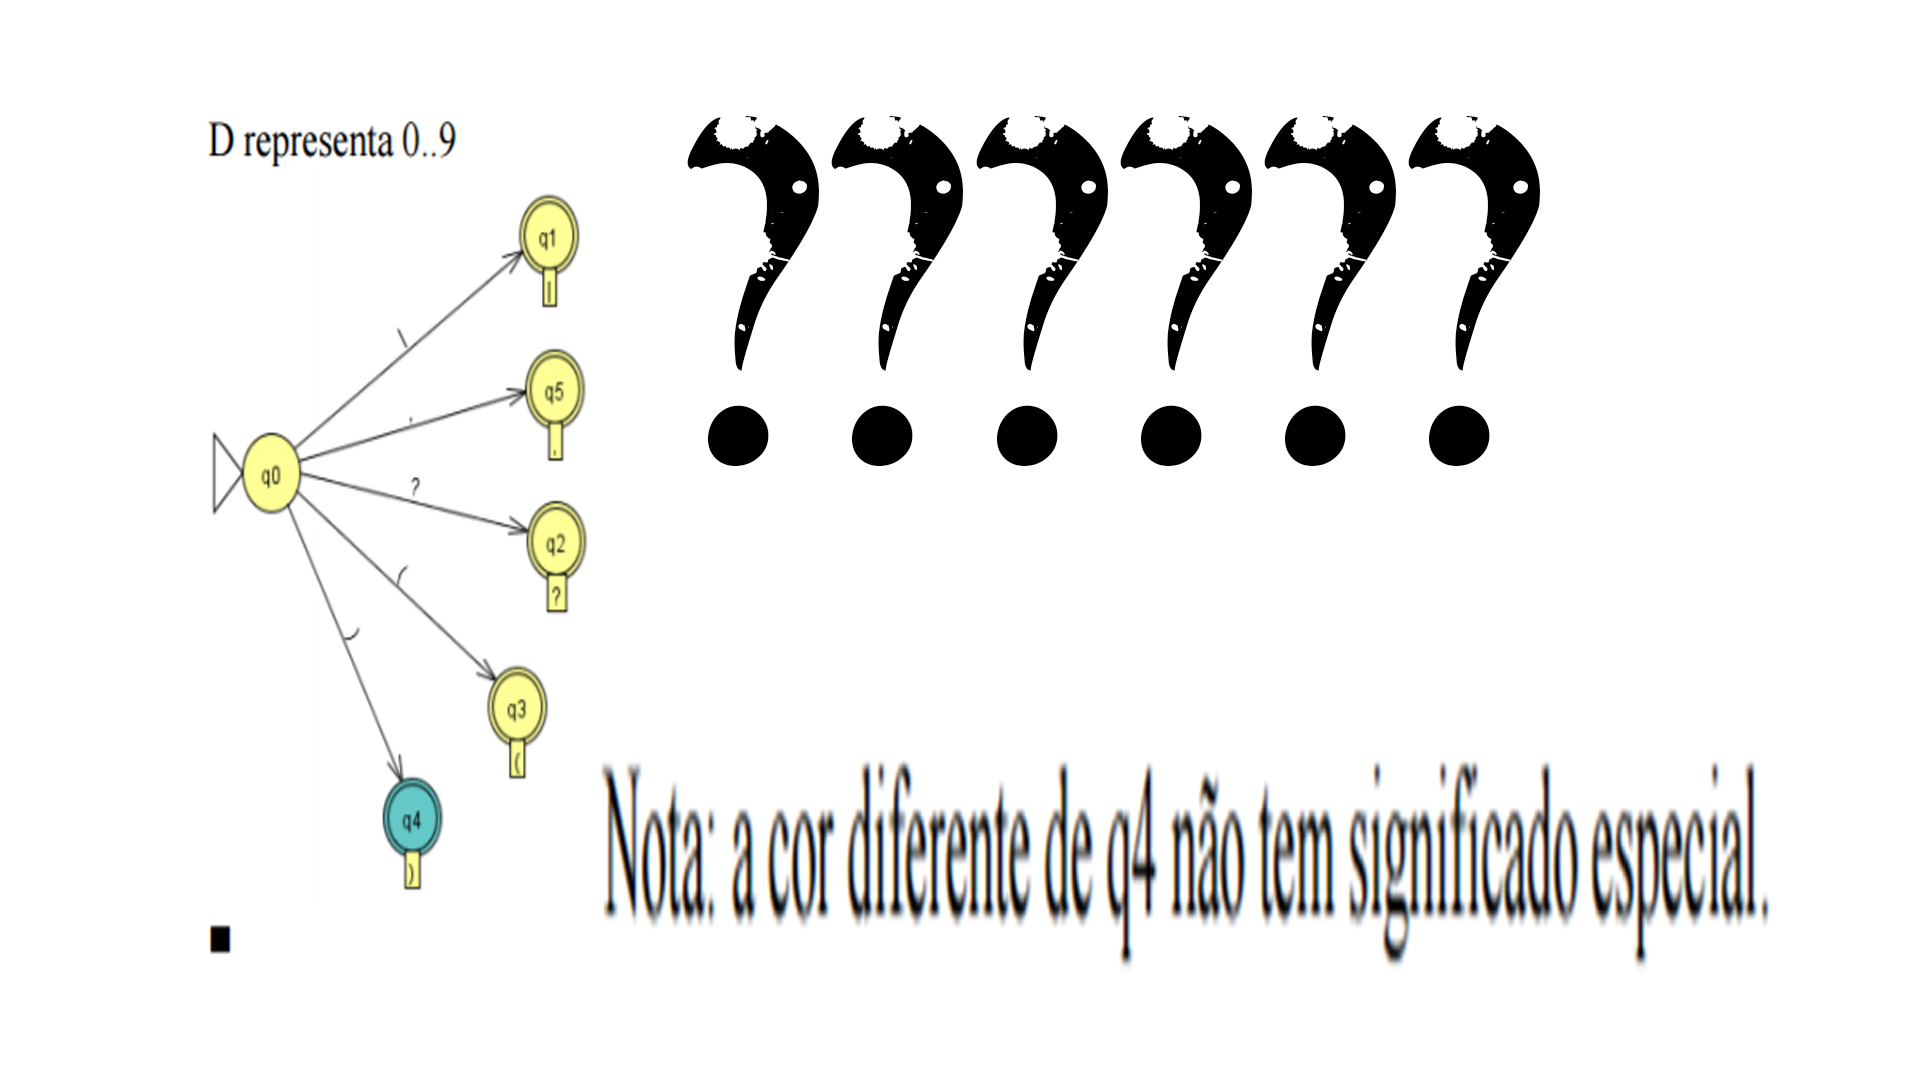 D representa 0..9
??????
q1
|
\
q5
,
,
q0
?
q2
?
(
)
q3
(
q4
)
Nota: a cor diferente de q4 não tem significado especial.